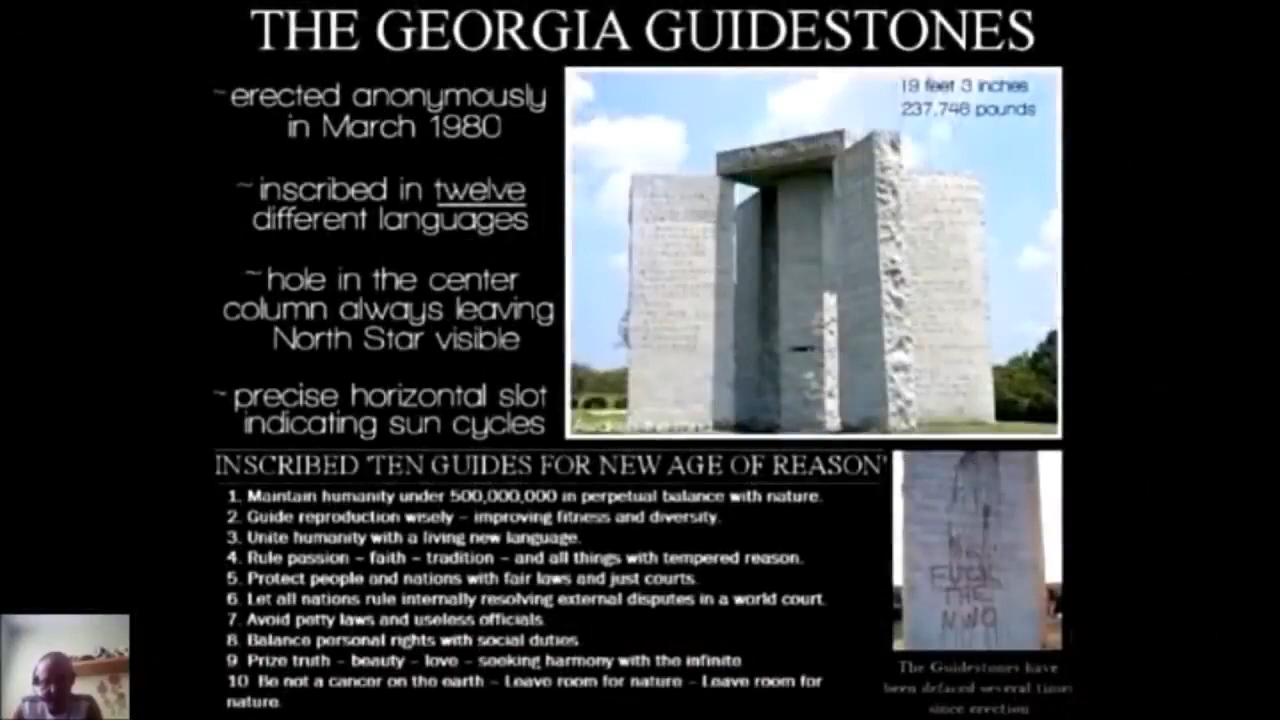 THE GEORGIA GUIDESTONES
~erected anonymously
in March 1980
~inscribed in twelve
different languages
~hole in the center
column always leaving
North Star visible
~precise horizontal slot
indicating sun cycles
19 feet 3 inches
237,746 pounds
INSCRIBED 'TEN GUIDES FOR NEW AGE OF REASON'
1. Maintain humanity under 500,000,000 in perpetual balance with nature.
2. Guide reproduction wisely - improving fitness and diversity.
3. Unite humanity with a living new language.
4. Rule passion - faith - tradition - and all things with tempered reason.
5. Protect people and nations with fair laws and just courts.
6. Let all nations rule internally resolving external disputes in a world court.
7. Avoid petty laws and useless officials.
8. Balance personal rights with social duties.
9. Prize truth - beauty - love - seeking harmony with the infinite
10. Be not a cancer on the earth - Leave room for nature - Leave room for
nature.
FUCK
THE
NWO
The Guidestones have
been defaced several times
since erection